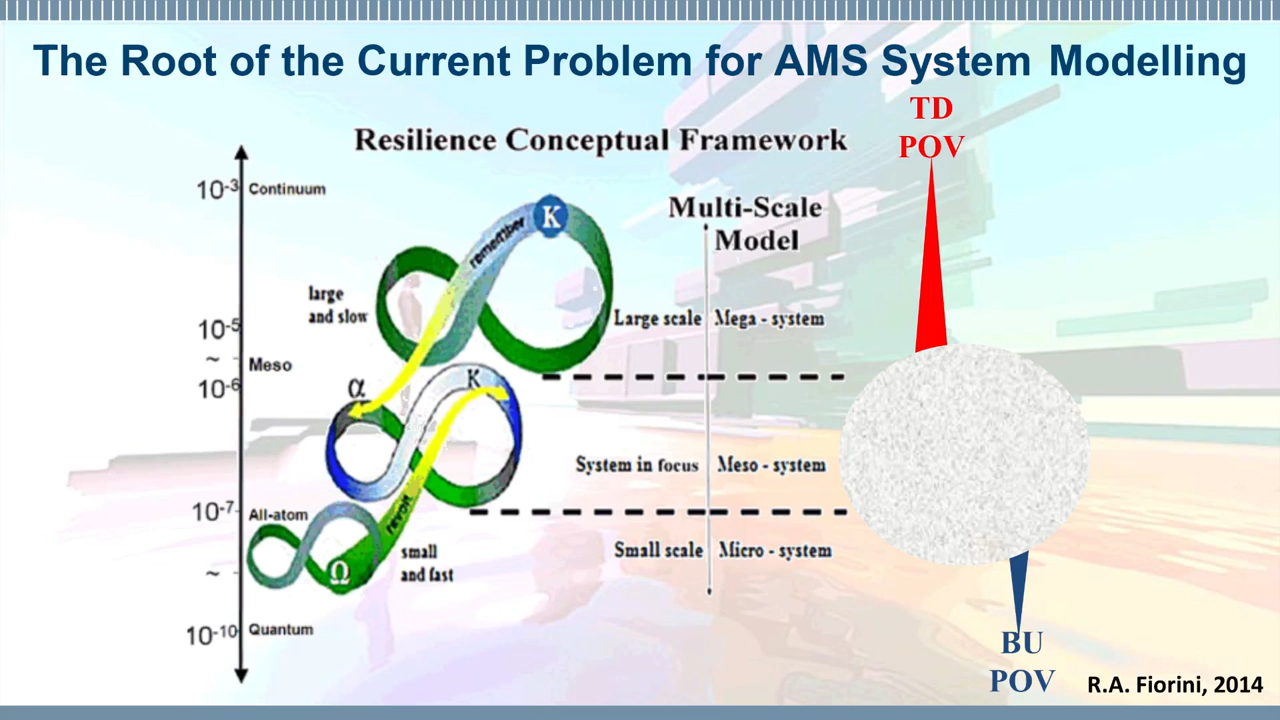 The Root of the Current Problem for AMS System Modelling
TD
POV
Resilience Conceptual Framework
10-3 Continuum
K
remember
Multi-Scale
Model
large
and slow
10-5
Large scale Mega - system
~
Meso
10-6
α
K
System in focus Meso - system
10-7
All-atom
revolt
small
and fast
Small scale Micro - system
~
Ω
10-10 Quantum
BU
POV
R.A. Fiorini, 2014